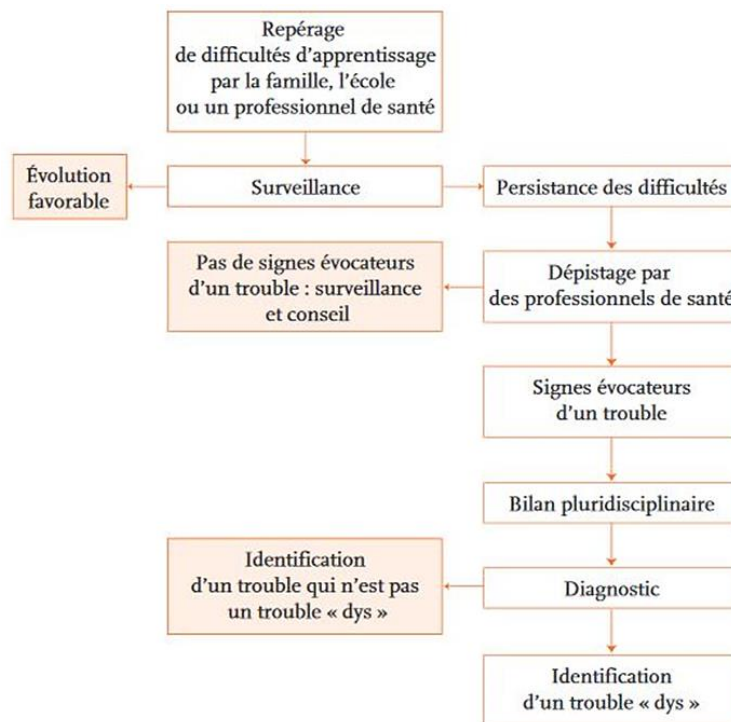 Repérage
de difficultés d’apprentissage
par la famille, l’école
ou un professionnel de santé
Évolution
favorable
Surveillance
Persistance des difficultés
Pas de signes évocateurs
d’un trouble : surveillance
et conseil
Dépistage par
des professionnels de santé
Signes évocateurs
d’un trouble
Bilan pluridisciplinaire
Identification
d’un trouble qui n’est pas
un trouble « dys »
Diagnostic
Identification
d’un trouble « dys »